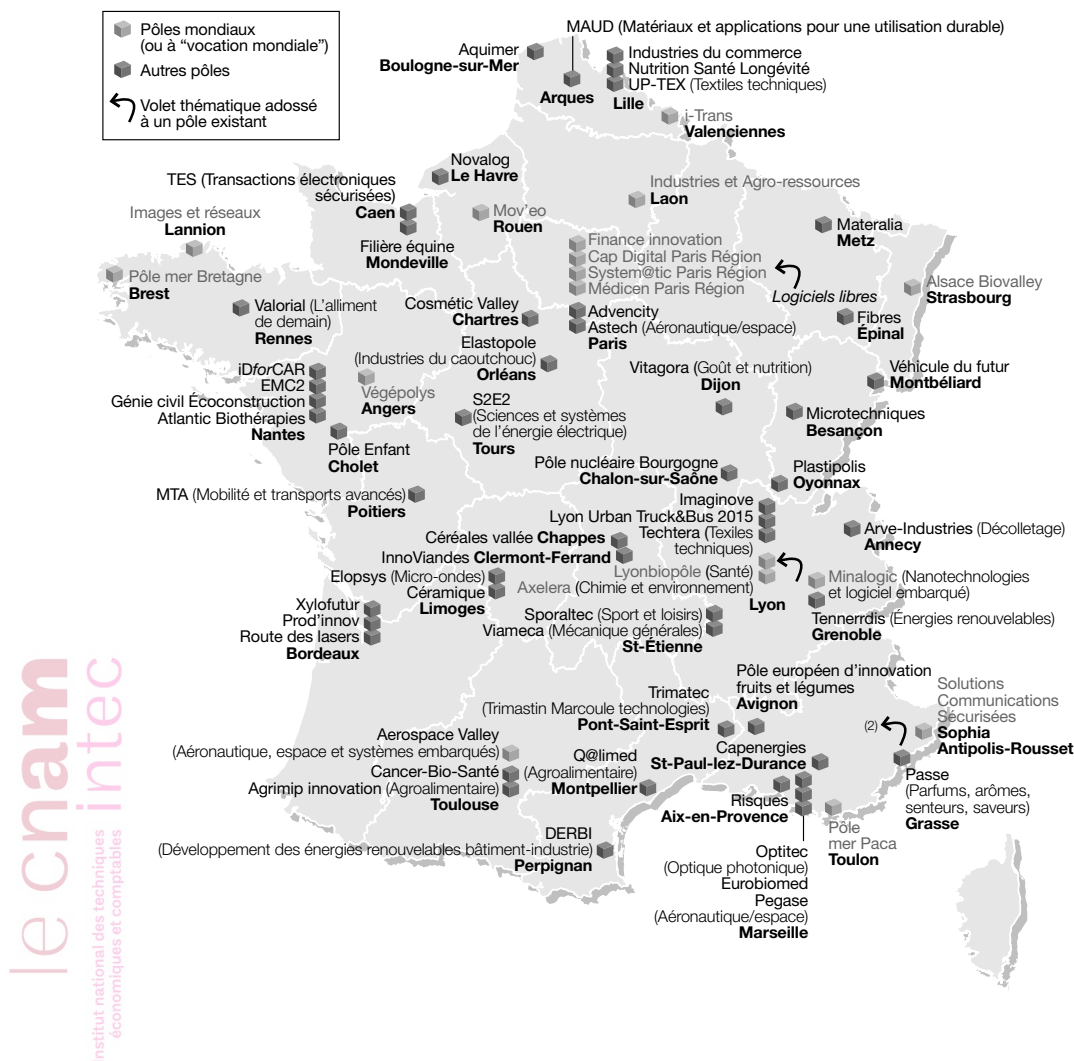 Pôles mondiaux
(ou à “vocation mondiale”)
Autres pôles
Volet thématique adossé
à un pôle existant
MAUD (Matériaux et applications pour une utilisation durable)
Arques
Aquimer
Boulogne-sur-Mer
Industries du commerce
Nutrition Santé Longévité
UP-TEX (Textiles techniques)
Lille
i-Trans
Valenciennes
Novalog
Le Havre
TES (Transactions électroniques
sécurisées)
Caen
Filière équine
Mondeville
Mov’eo
Rouen
Industries et Agro-ressources
Laon
Materalia
Metz
Images et réseaux
Lannion
Pôle mer Bretagne
Brest
Valorial (L’alliment
de demain)
Rennes
Finance innovation
Cap Digital Paris Région
System@tic Paris Région
Médicen Paris Région
Logiciels libres
Advencity
Astech (Aéronautique/espace)
Paris
Alsace Biovalley
Strasbourg
Fibres
Épinal
Cosmétic Valley
Chartres
Elastopole
(Industries du caoutchouc)
Orléans
Vitagora (Goût et nutrition)
Dijon
Véhicule du futur
Montbéliard
iDforCAR
EMC2
Génie civil Écoconstruction
Atlantic Biothérapies
Nantes
Végépolys
Angers
S2E2
(Sciences et systèmes
de l’énergie électrique)
Tours
Microtechniques
Besançon
Pôle Enfant
Cholet
Pôle nucléaire Bourgogne
Chalon-sur-Saône
Plastipolis
Oyonnax
MTA (Mobilité et transports avancés)
Poitiers
Imaginove
Lyon Urban Truck&Bus 2015
Techtera (Texiles
techniques)
Lyonbiopôle (Santé)
Axelera (Chimie et environnement)
Lyon
Arve-Industries (Décolletage)
Annecy
Céréales vallée Chappes
InnoViandes Clermont-Ferrand
Elopsys (Micro-ondes)
Céramique
Limoges
Minalogic (Nanotechnologies
et logiciel embarqué)
Tennerrdis (Énergies renouvelables)
Grenoble
Xylofutur
Prod’innov
Route des lasers
Bordeaux
Sporaltec (Sport et loisirs)
Viameca (Mécanique générales)
St-Étienne
Pôle européen d’innovation
fruits et légumes
Avignon
Trimatec
(Trimastin Marcoule technologies)
Pont-Saint-Esprit
Solutions
Communications
Sécurisées
Sophia
Antipolis-Rousset
(2)
Aerospace Valley
(Aéronautique, espace et systèmes embarqués)
Cancer-Bio-Santé
Agrimip innovation (Agroalimentaire)
Toulouse
Q@limed
(Agroalimentaire)
Montpellier
Capenergies
St-Paul-lez-Durance
Passe
(Parfums, arômes,
senteurs, saveurs)
Grasse
Risques
Aix-en-Provence
Pôle
mer Paca
Toulon
DERBI
(Développement des énergies renouvelables bâtiment-industrie)
Perpignan
Optitec
(Optique photonique)
Eurobiomed
Pegase
(Aéronautique/espace)
Marseille
le cnam
intec
Institut national des techniques
économiques et comptables